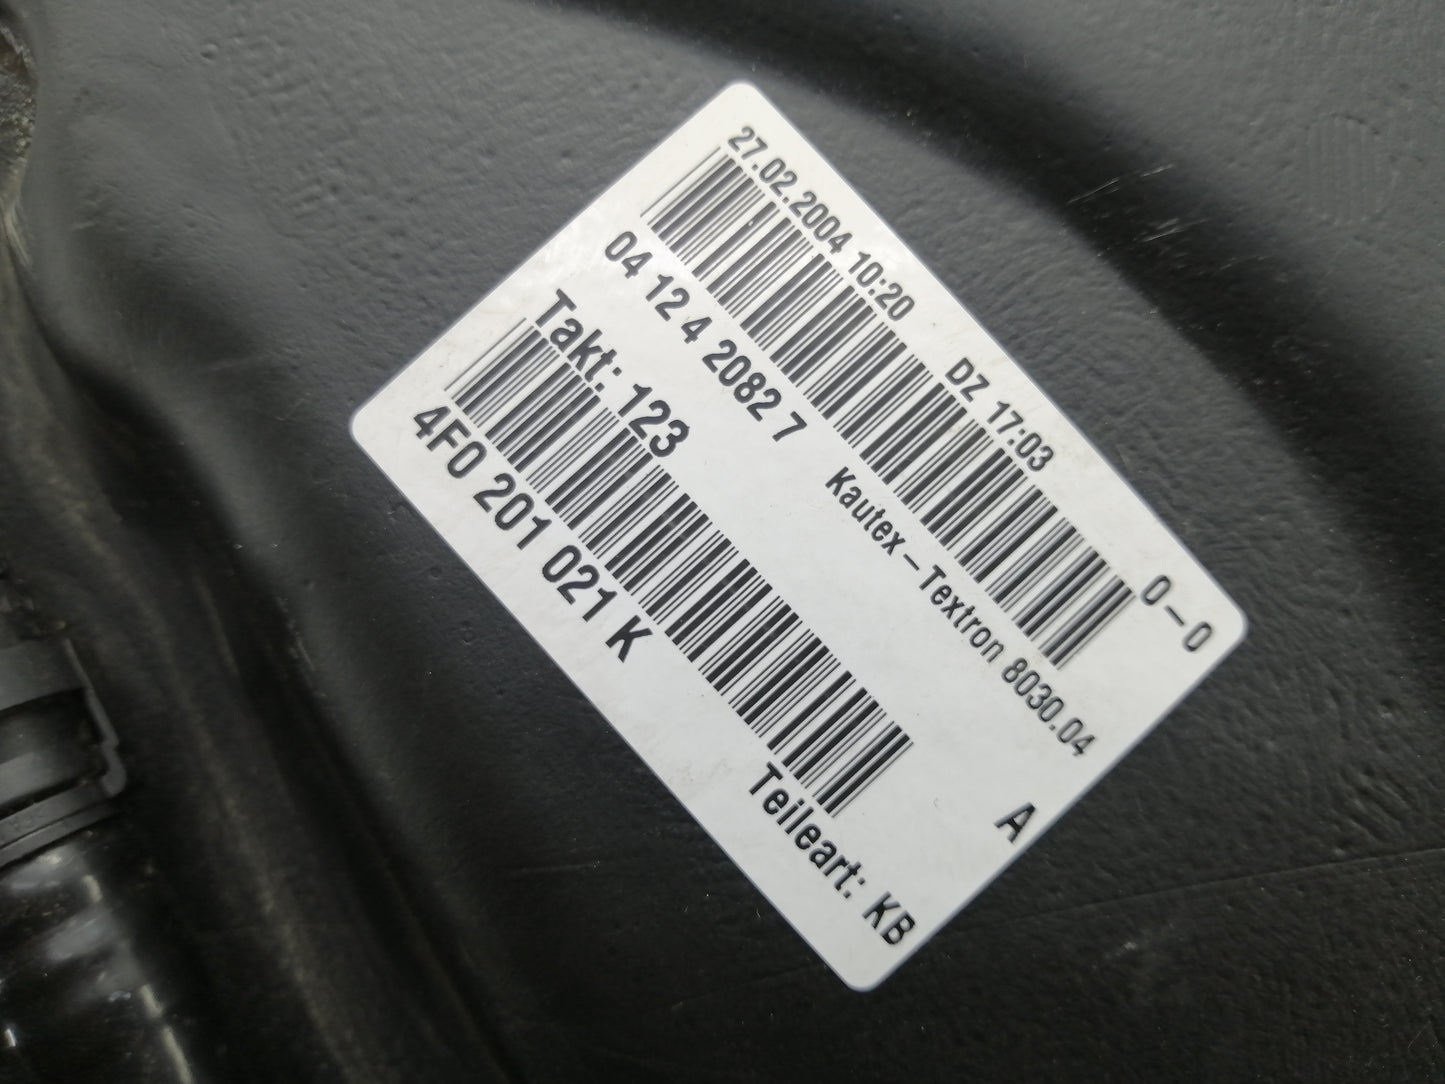 27.02.2004 10:20 DZ 17:03 0-0
04 12 4 2082 7 Kautex-Textron 8030.04
Takt: 123 A
4F0 201 021 K Teileart: KB